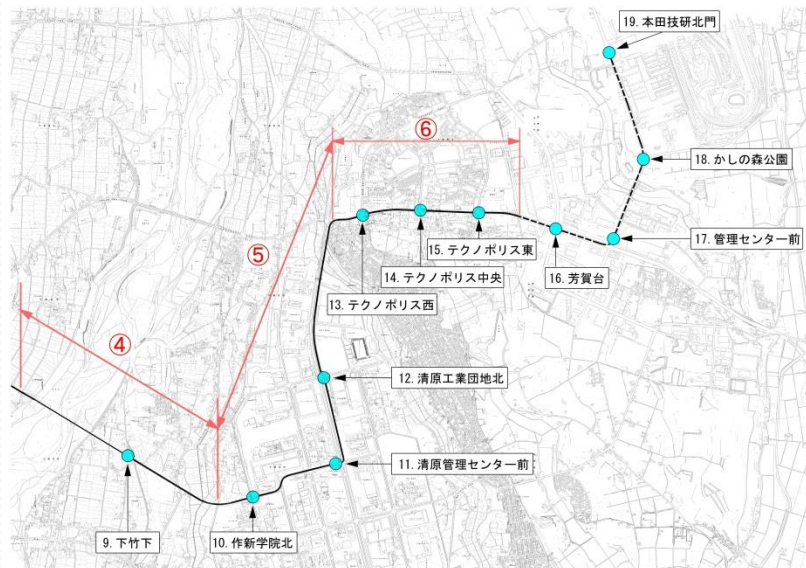 19. 本田技研北門
⑥
18. かしの森公園
⑤
17. 管理センター前
15. テクノポリス東
16. 芳賀台
14. テクノポリス中央
13. テクノポリス西
④
12. 清原工業団地北
11. 清原管理センター前
9. 下竹下
10. 作新学院北